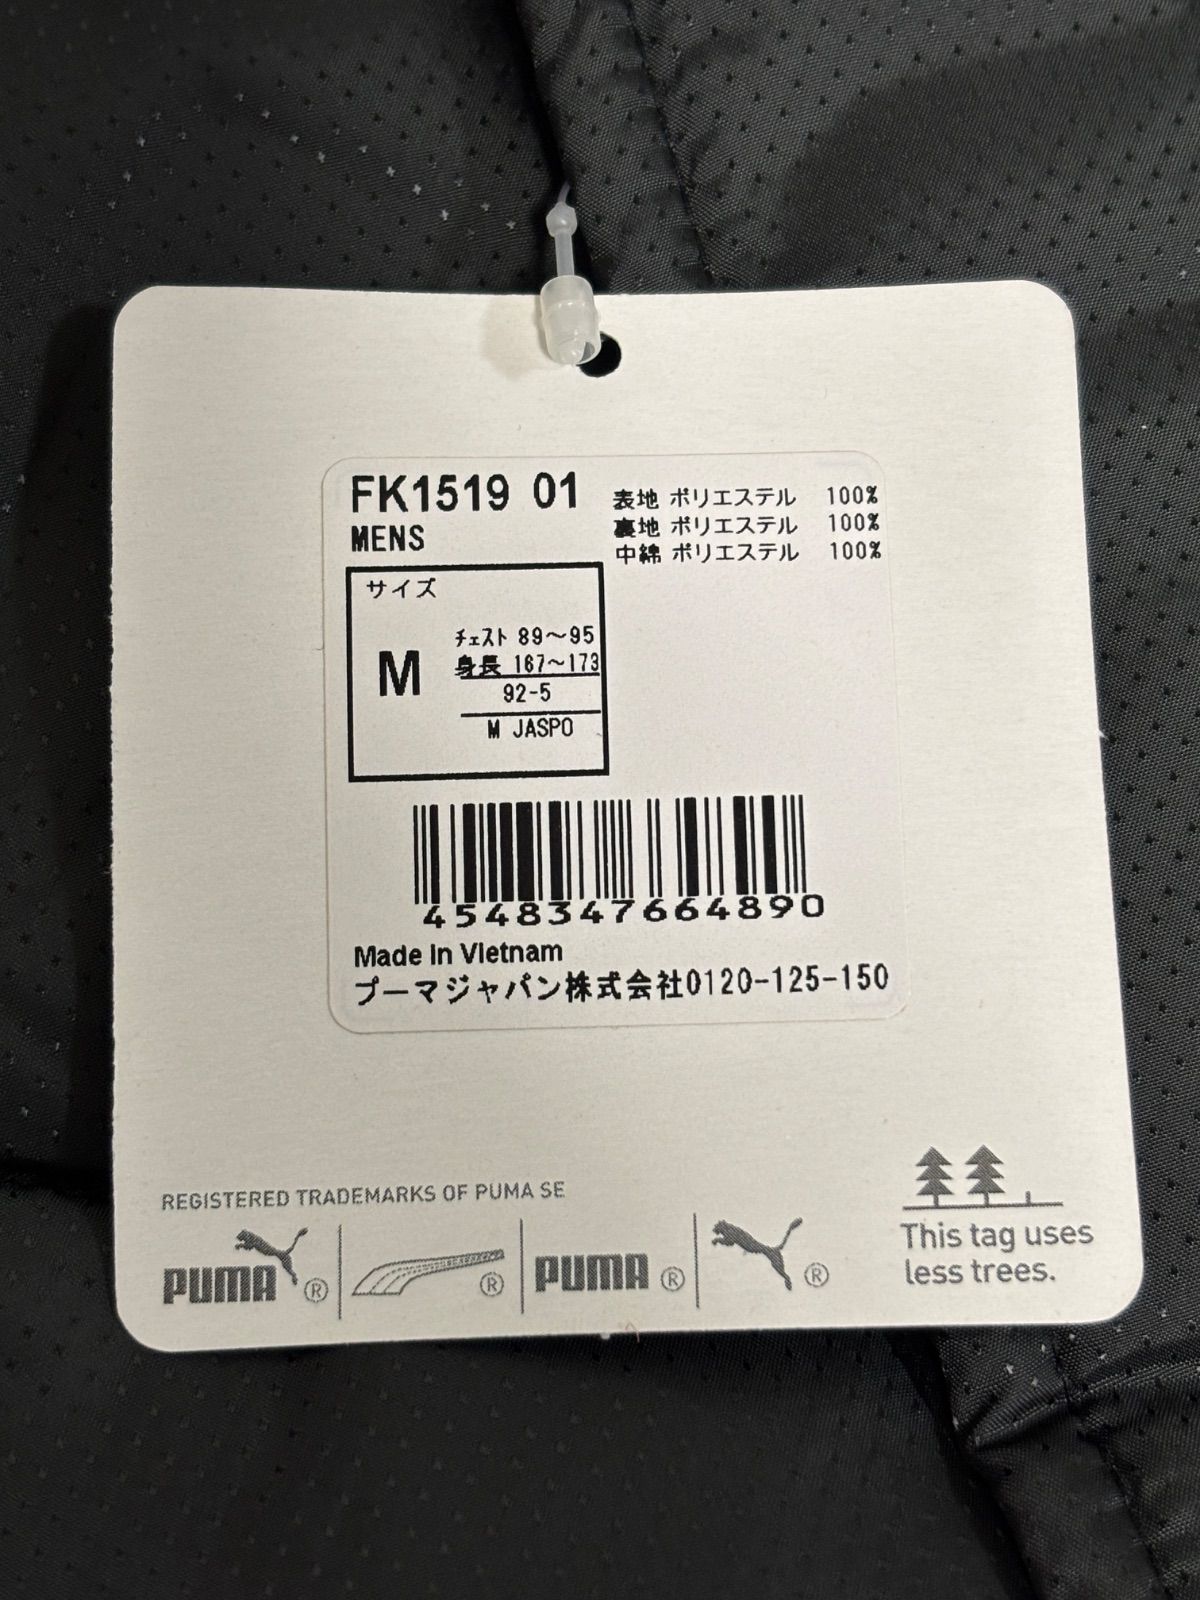 FK1519 01
MENS
表地 ポリエステル 100%
裏地 ポリエステル 100%
中綿 ポリエステル 100%
サイズ
M
チェスト 89～95
身長 167～173
92-5
M JASPO
4548347664890
Made in Vietnam
プーマジャパン株式会社0120-125-150
REGISTERED TRADEMARKS OF PUMA SE
PUMA ® ® PUMA ® ®
This tag uses
less trees.